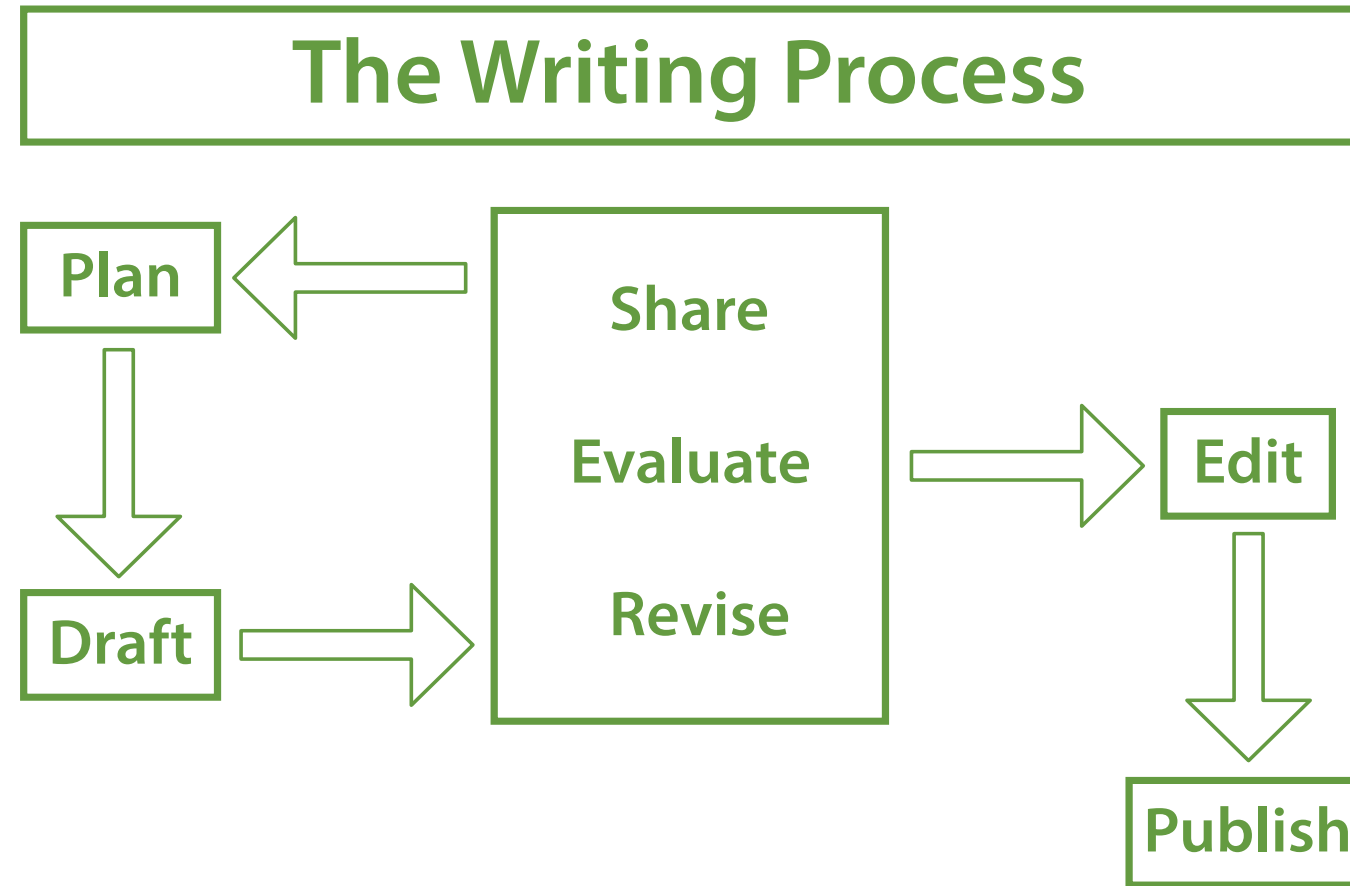 The Writing Process
Plan
Draft
Share
Evaluate
Revise
Edit
Publish